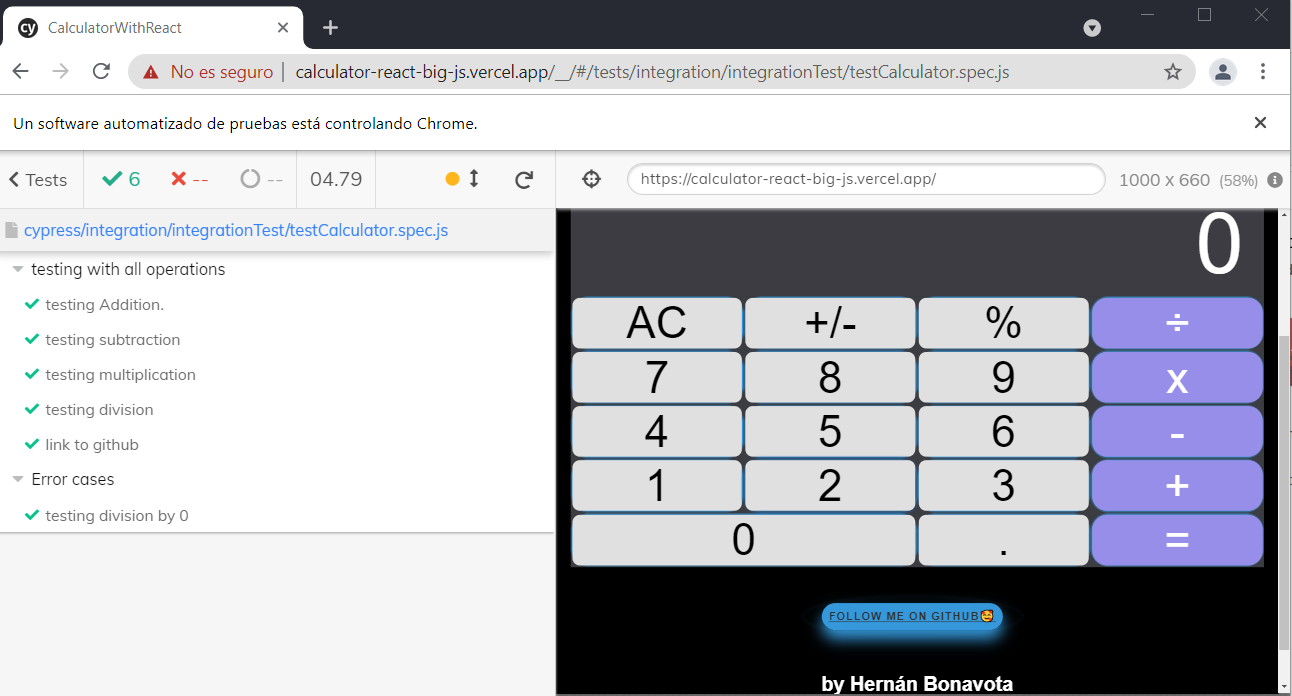 cy CalculatorWithReact
No es seguro | calculator-react-big-js.vercel.app/__/#/tests/integration/integrationTest/testCalculator.spec.js
Un software automatizado de pruebas está controlando Chrome.
Tests 6 -- -- 04.79 https://calculator-react-big-js.vercel.app/ 1000 x 660 (58%)
cypress/integration/integrationTest/testCalculator.spec.js
testing with all operations
testing Addition.
testing subtraction
testing multiplication
testing division
link to github
Error cases
testing division by 0
0
AC +/- % ÷
7 8 9 x
4 5 6 -
1 2 3 +
0 . =
FOLLOW ME ON GITHUB🥰
by Hernán Bonavota